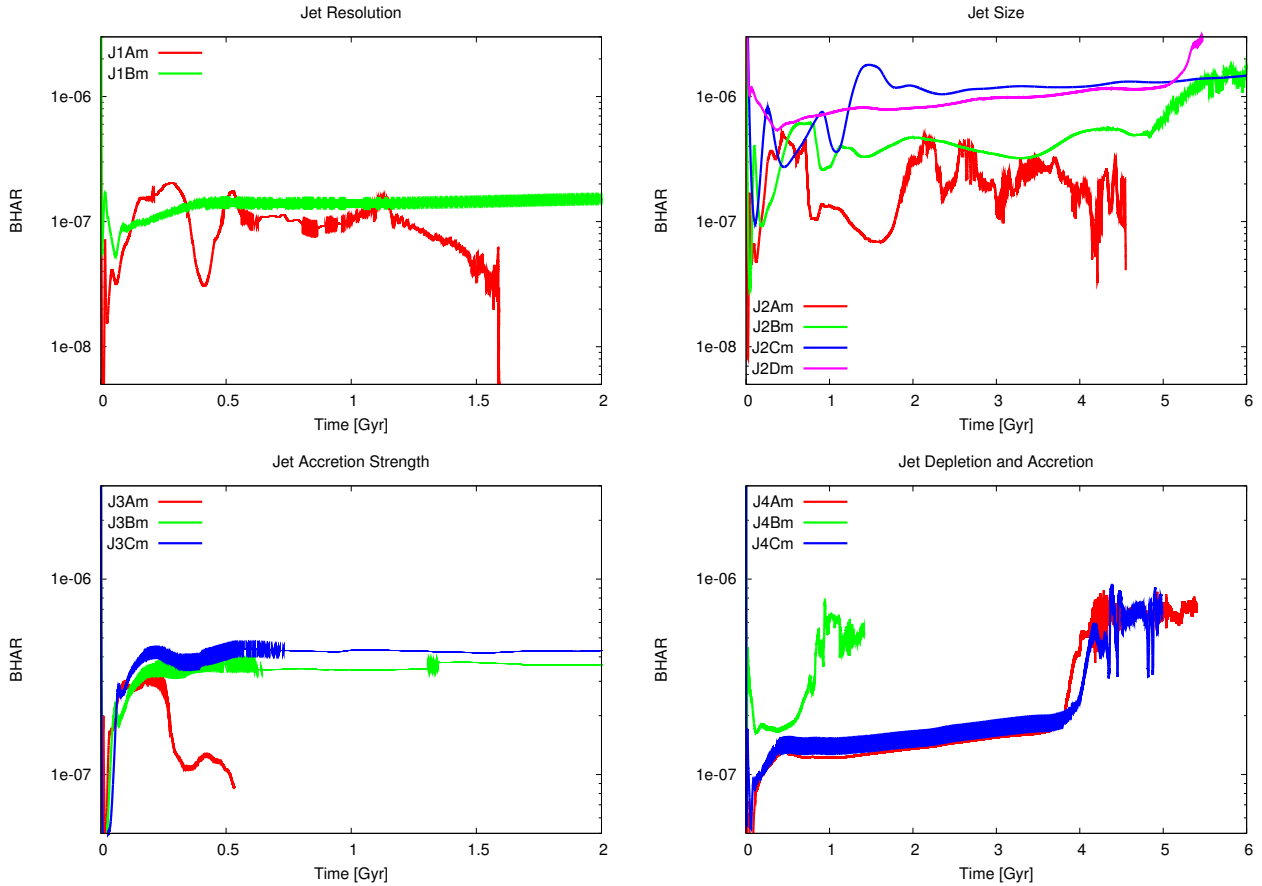 Jet Resolution
J1Am
J1Bm
1e-06
1e-07
1e-08
BHAR
0 0.5 1 1.5 2
Time [Gyr]
Jet Size
1e-06
1e-07
1e-08
BHAR
J2Am
J2Bm
J2Cm
J2Dm
0 1 2 3 4 5 6
Time [Gyr]
Jet Accretion Strength
J3Am
J3Bm
J3Cm
1e-06
1e-07
BHAR
0 0.5 1 1.5 2
Time [Gyr]
Jet Depletion and Accretion
J4Am
J4Bm
J4Cm
1e-06
1e-07
BHAR
0 1 2 3 4 5 6
Time [Gyr]